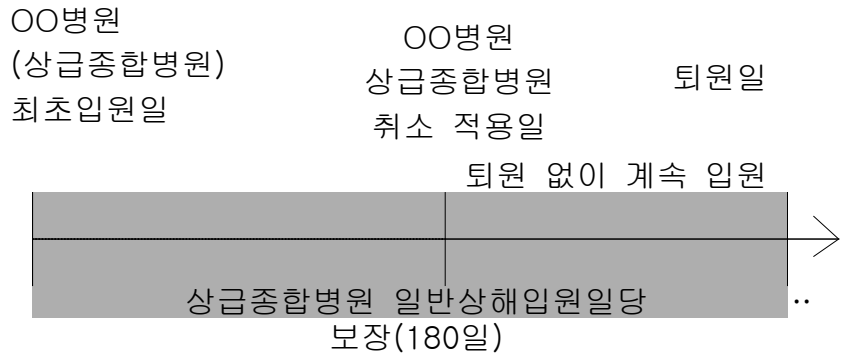 OO병원
(상급종합병원)
최초입원일
OO병원
상급종합병원
취소 적용일
퇴원일
퇴원 없이 계속 입원
상급종합병원 일반상해입원일당
보장(180일)
..